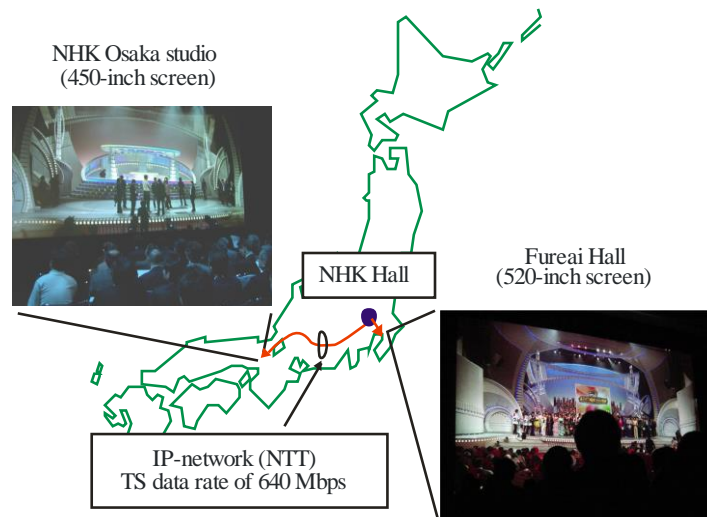 NHK Osaka studio
(450-inch screen)
NHK Hall
Fureai Hall
(520-inch screen)
IP-network (NTT)
TS data rate of 640 Mbps